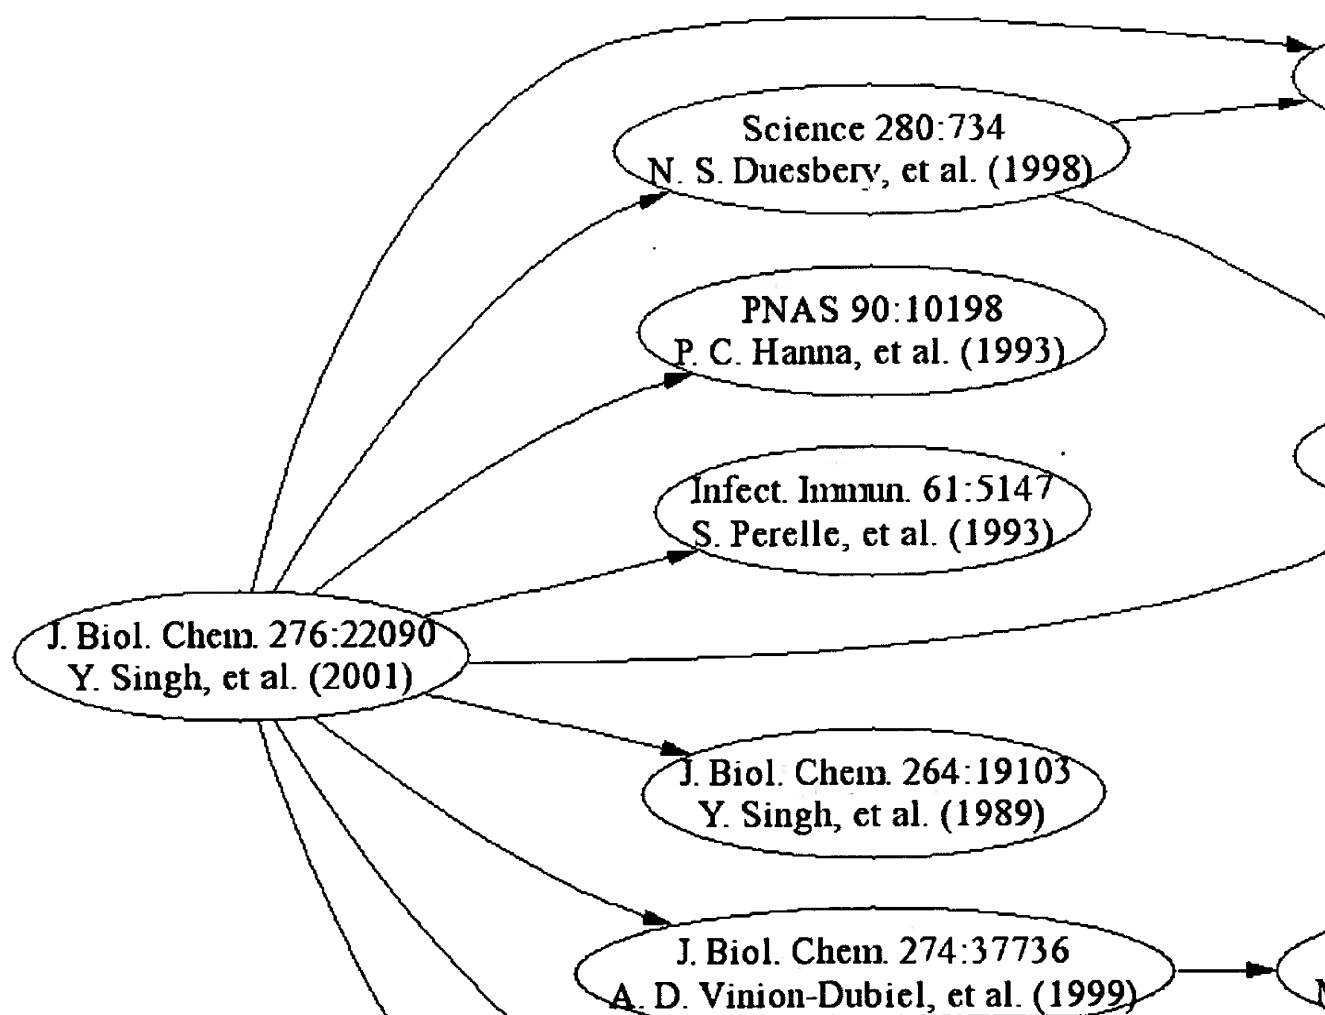 Science 280:734
N. S. Duesbery, et al. (1998)
PNAS 90:10198
P. C. Hanna, et al. (1993)
Infect. Immun. 61:5147
S. Perelle, et al. (1993)
J. Biol. Chem. 276:22090
Y. Singh, et al. (2001)
J. Biol. Chem. 264:19103
Y. Singh, et al. (1989)
J. Biol. Chem. 274:37736
A. D. Vinion-Dubiel, et al. (1999)